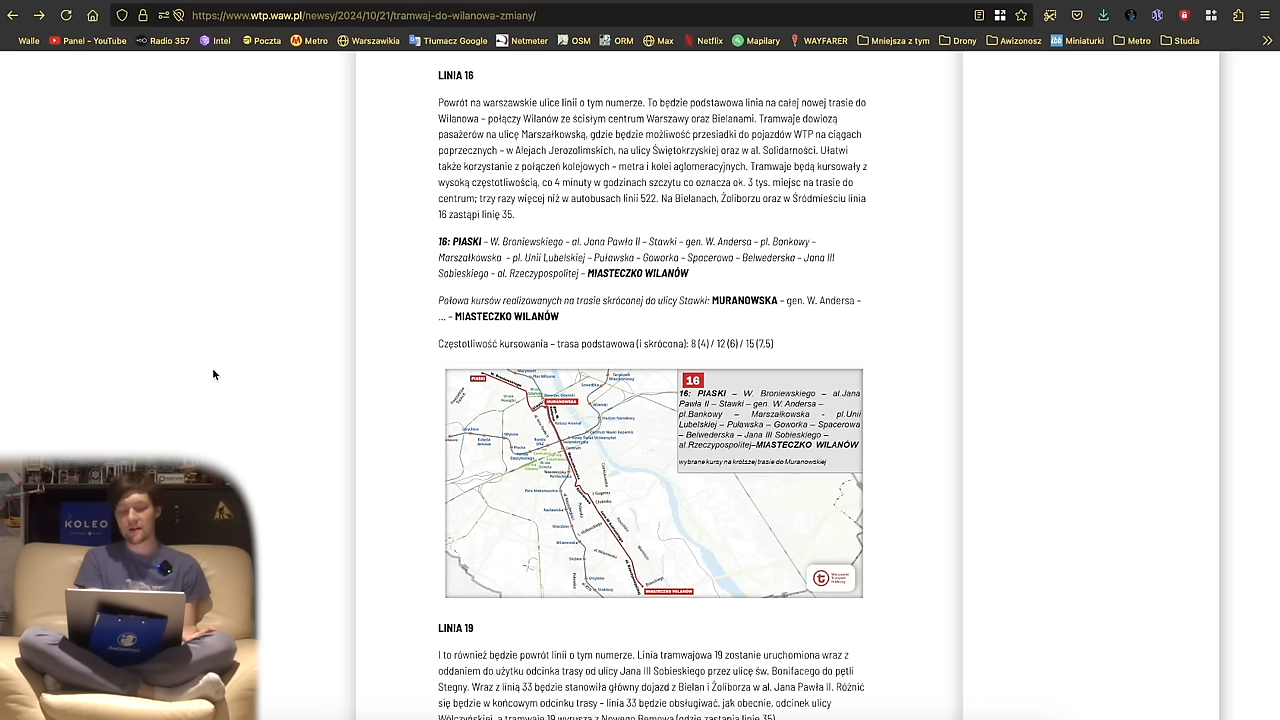 https://www.wtp.waw.pl/newsy/2024/10/21/tramwaj-do-wilanowa-zmiany/
Walle Panel - YouTube Radio 357 Intel Poczta Metro Warszawikia Tłumacz Google Netmeter OSM ORM Max Netflix Mapilary WAYFARER Mniejsza z tym Drony Awizonosz Miniaturki Metro Studia
LINIA 16
Powrót na warszawskie ulice linii o tym numerze. To będzie podstawowa linia na całej nowej trasie do
Wilanowa – połączy Wilanów ze ścisłym centrum Warszawy oraz Bielanami. Tramwaje dowiozą
pasażerów na ulicę Marszałkowską, gdzie będzie możliwość przesiadki do pojazdów WTP na ciągach
poprzecznych – w Alejach Jerozolimskich, na ulicy Świętokrzyskiej oraz w al. Solidarności. Ułatwi
także korzystanie z połączeń kolejowych – metra i kolei aglomeracyjnych. Tramwaje będą kursowały z
wysoką częstotliwością, co 4 minuty w godzinach szczytu co oznacza ok. 3 tys. miejsc na trasie do
centrum; trzy razy więcej niż w autobusach linii 522. Na Bielanach, Żoliborzu oraz w Śródmieściu linia
16 zastąpi linię 35.
16: PIASKI – W. Broniewskiego – al. Jana Pawła II – Stawki – gen. W. Andersa – pl. Bankowy –
Marszałkowska – pl. Unii Lubelskiej – Puławska – Goworka – Spacerowa – Belwederska – Jana III
Sobieskiego – al. Rzeczypospolitej – MIASTECZKO WILANÓW
Połowa kursów realizowanych na trasie skróconej do ulicy Stawki: MURANOWSKA – gen. W. Andersa –
… – MIASTECZKO WILANÓW
Częstotliwość kursowania – trasa podstawowa (i skrócona): 8 (4) / 12 (6) / 15 (7,5)
PIASKI
MURANOWSKA
MIASTECZKO WILANÓW
16
16: PIASKI – W. Broniewskiego – al.Jana
Pawła II – Stawki – gen. W. Andersa –
pl.Bankowy – Marszałkowska - pl.Unii
Lubelskiej – Puławska – Goworka – Spacerowa
– Belwederska – Jana III Sobieskiego –
al.Rzeczypospolitej–MIASTECZKO WILANÓW
wybrane kursy na krótszej trasie do Muranowskiej
KOLEO
LINIA 19
I to również będzie powrót linii o tym numerze. Linia tramwajowa 19 zostanie uruchomiona wraz z
oddaniem do użytku odcinka trasy od ulicy Jana III Sobieskiego przez ulicę św. Bonifacego do pętli
Stegny. Wraz z linią 33 będzie stanowiła główny dojazd z Bielan i Żoliborza w al. Jana Pawła II. Różnić
się będzie w końcowym odcinku trasy – linia 33 będzie obsługiwać, jak obecnie, odcinek ulicy
Wólczyńskiej, a tramwaje 19 wyruszą z Nowego Bemowa (gdzie zastąpią linię 35).